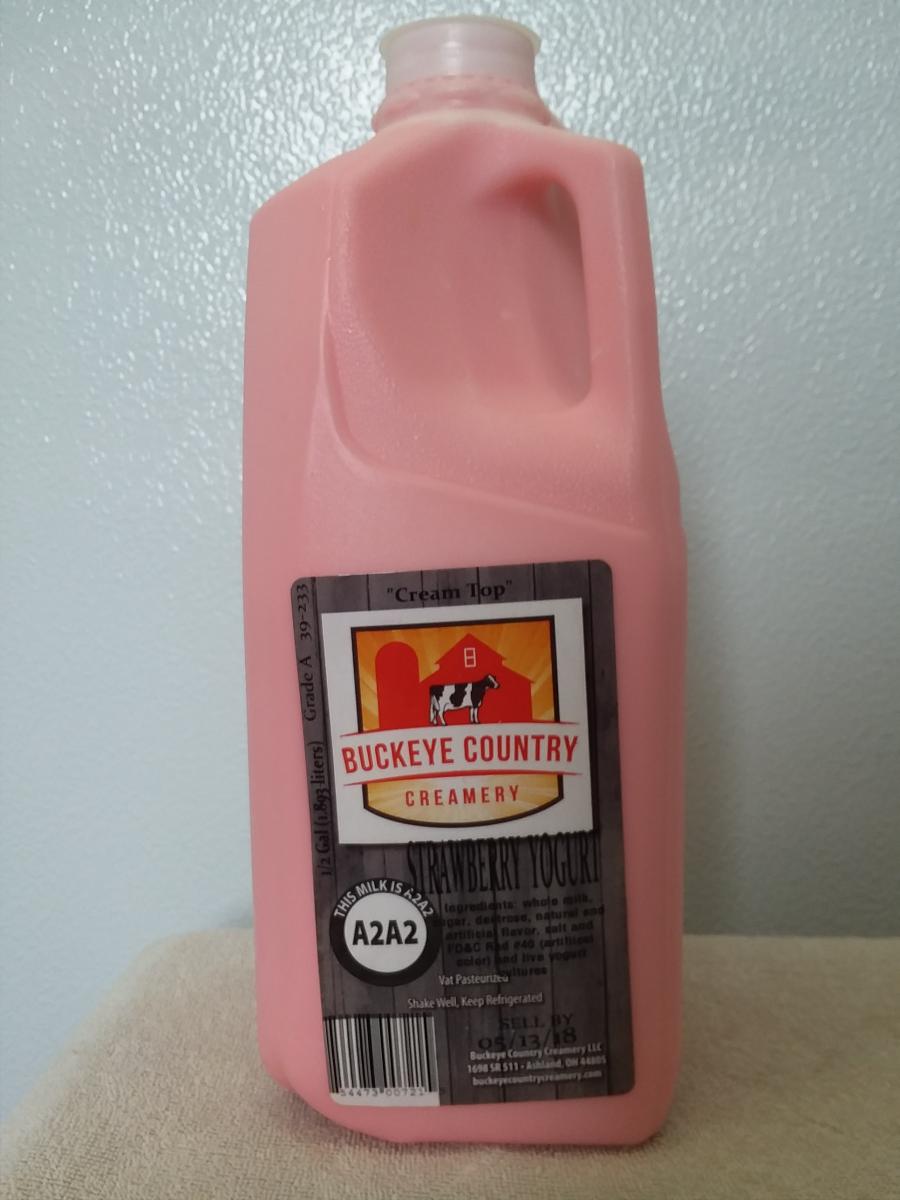 "Cream Top"
BUCKEYE COUNTRY
CREAMERY
1/2 Gal (1.893 liters) Grade A 39-233
STRAWBERRY YOGURT
Ingredients: whole milk,
sugar, dextrose, natural and
artificial flavor, salt and
FD&C Red #40 (artificial
color) and live yogurt
cultures
THIS MILK IS A2A2
A2A2
Vat Pasteurized
Shake Well, Keep Refrigerated
SELL BY
05/13/18
Buckeye Country Creamery LLC
1698 SR 511 • Ashland, OH 44805
buckeyecountrycreamery.com
54473 00721